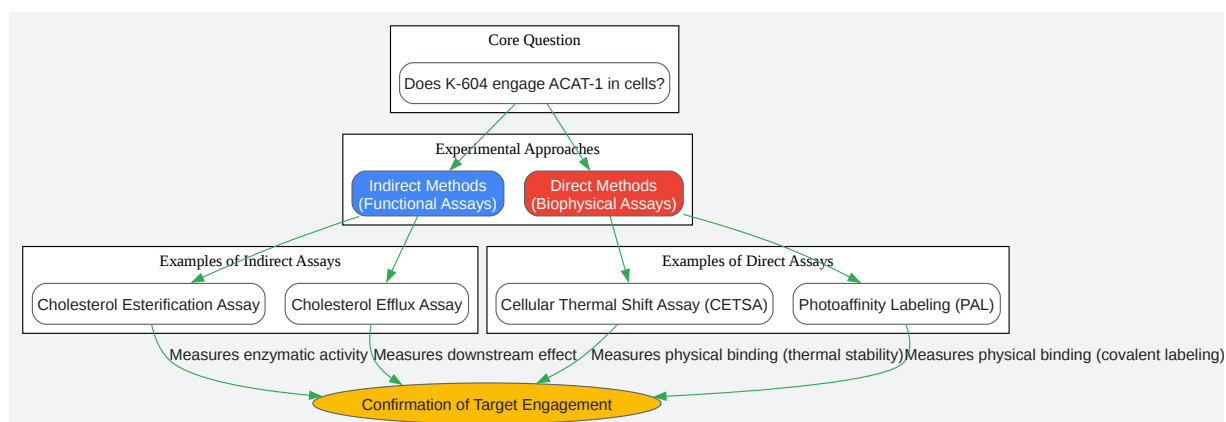 Core Question
Does K-604 engage ACAT-1 in cells?
Experimental Approaches
Indirect Methods
(Functional Assays)
Direct Methods
(Biophysical Assays)
Examples of Indirect Assays
Examples of Direct Assays
Cholesterol Esterification Assay
Cholesterol Efflux Assay
Cellular Thermal Shift Assay (CETSA)
Photoaffinity Labeling (PAL)
Measures enzymatic activity
Measures downstream effect
Measures physical binding (thermal stability)
Measures physical binding (covalent labeling)
Confirmation of Target Engagement